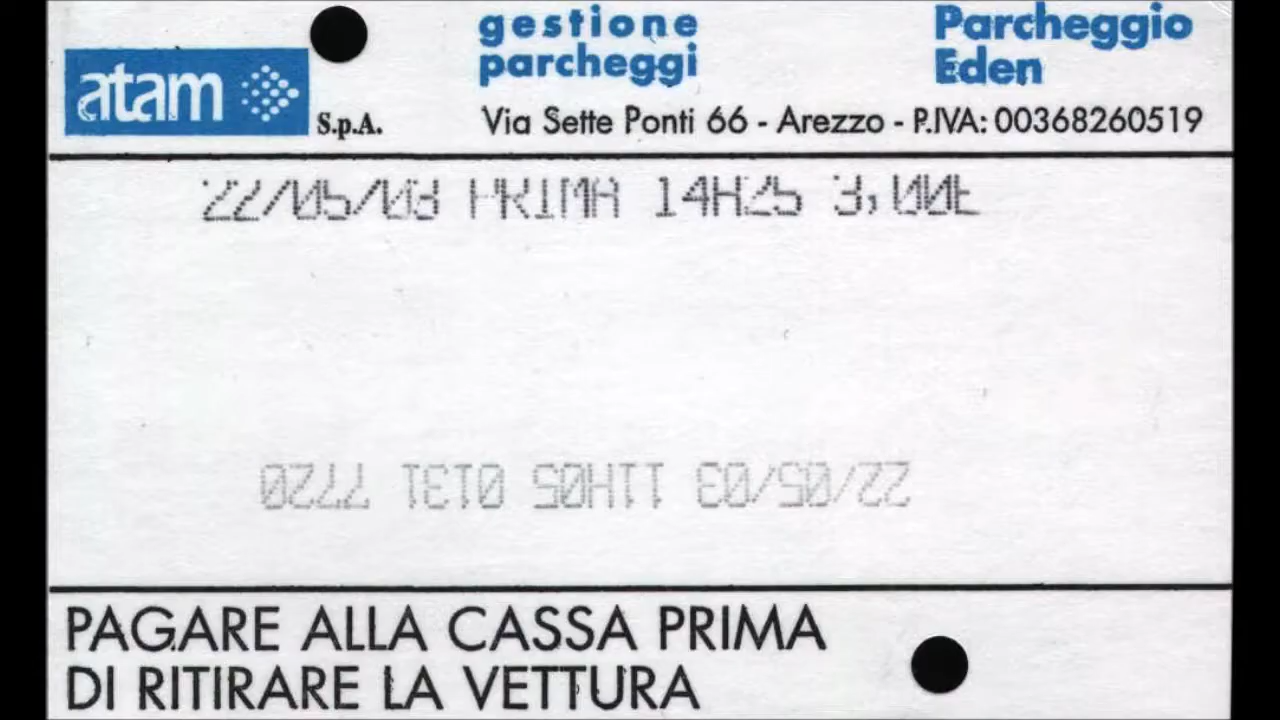 atam S.p.A.
gestione
parcheggi
Parcheggio
Eden
Via Sette Ponti 66 - Arezzo - P.IVA: 00368260519
22/05/03 PRIMA 14H25 3,00E
22/05/03 11H05 0131 7720
PAGARE ALLA CASSA PRIMA
DI RITIRARE LA VETTURA